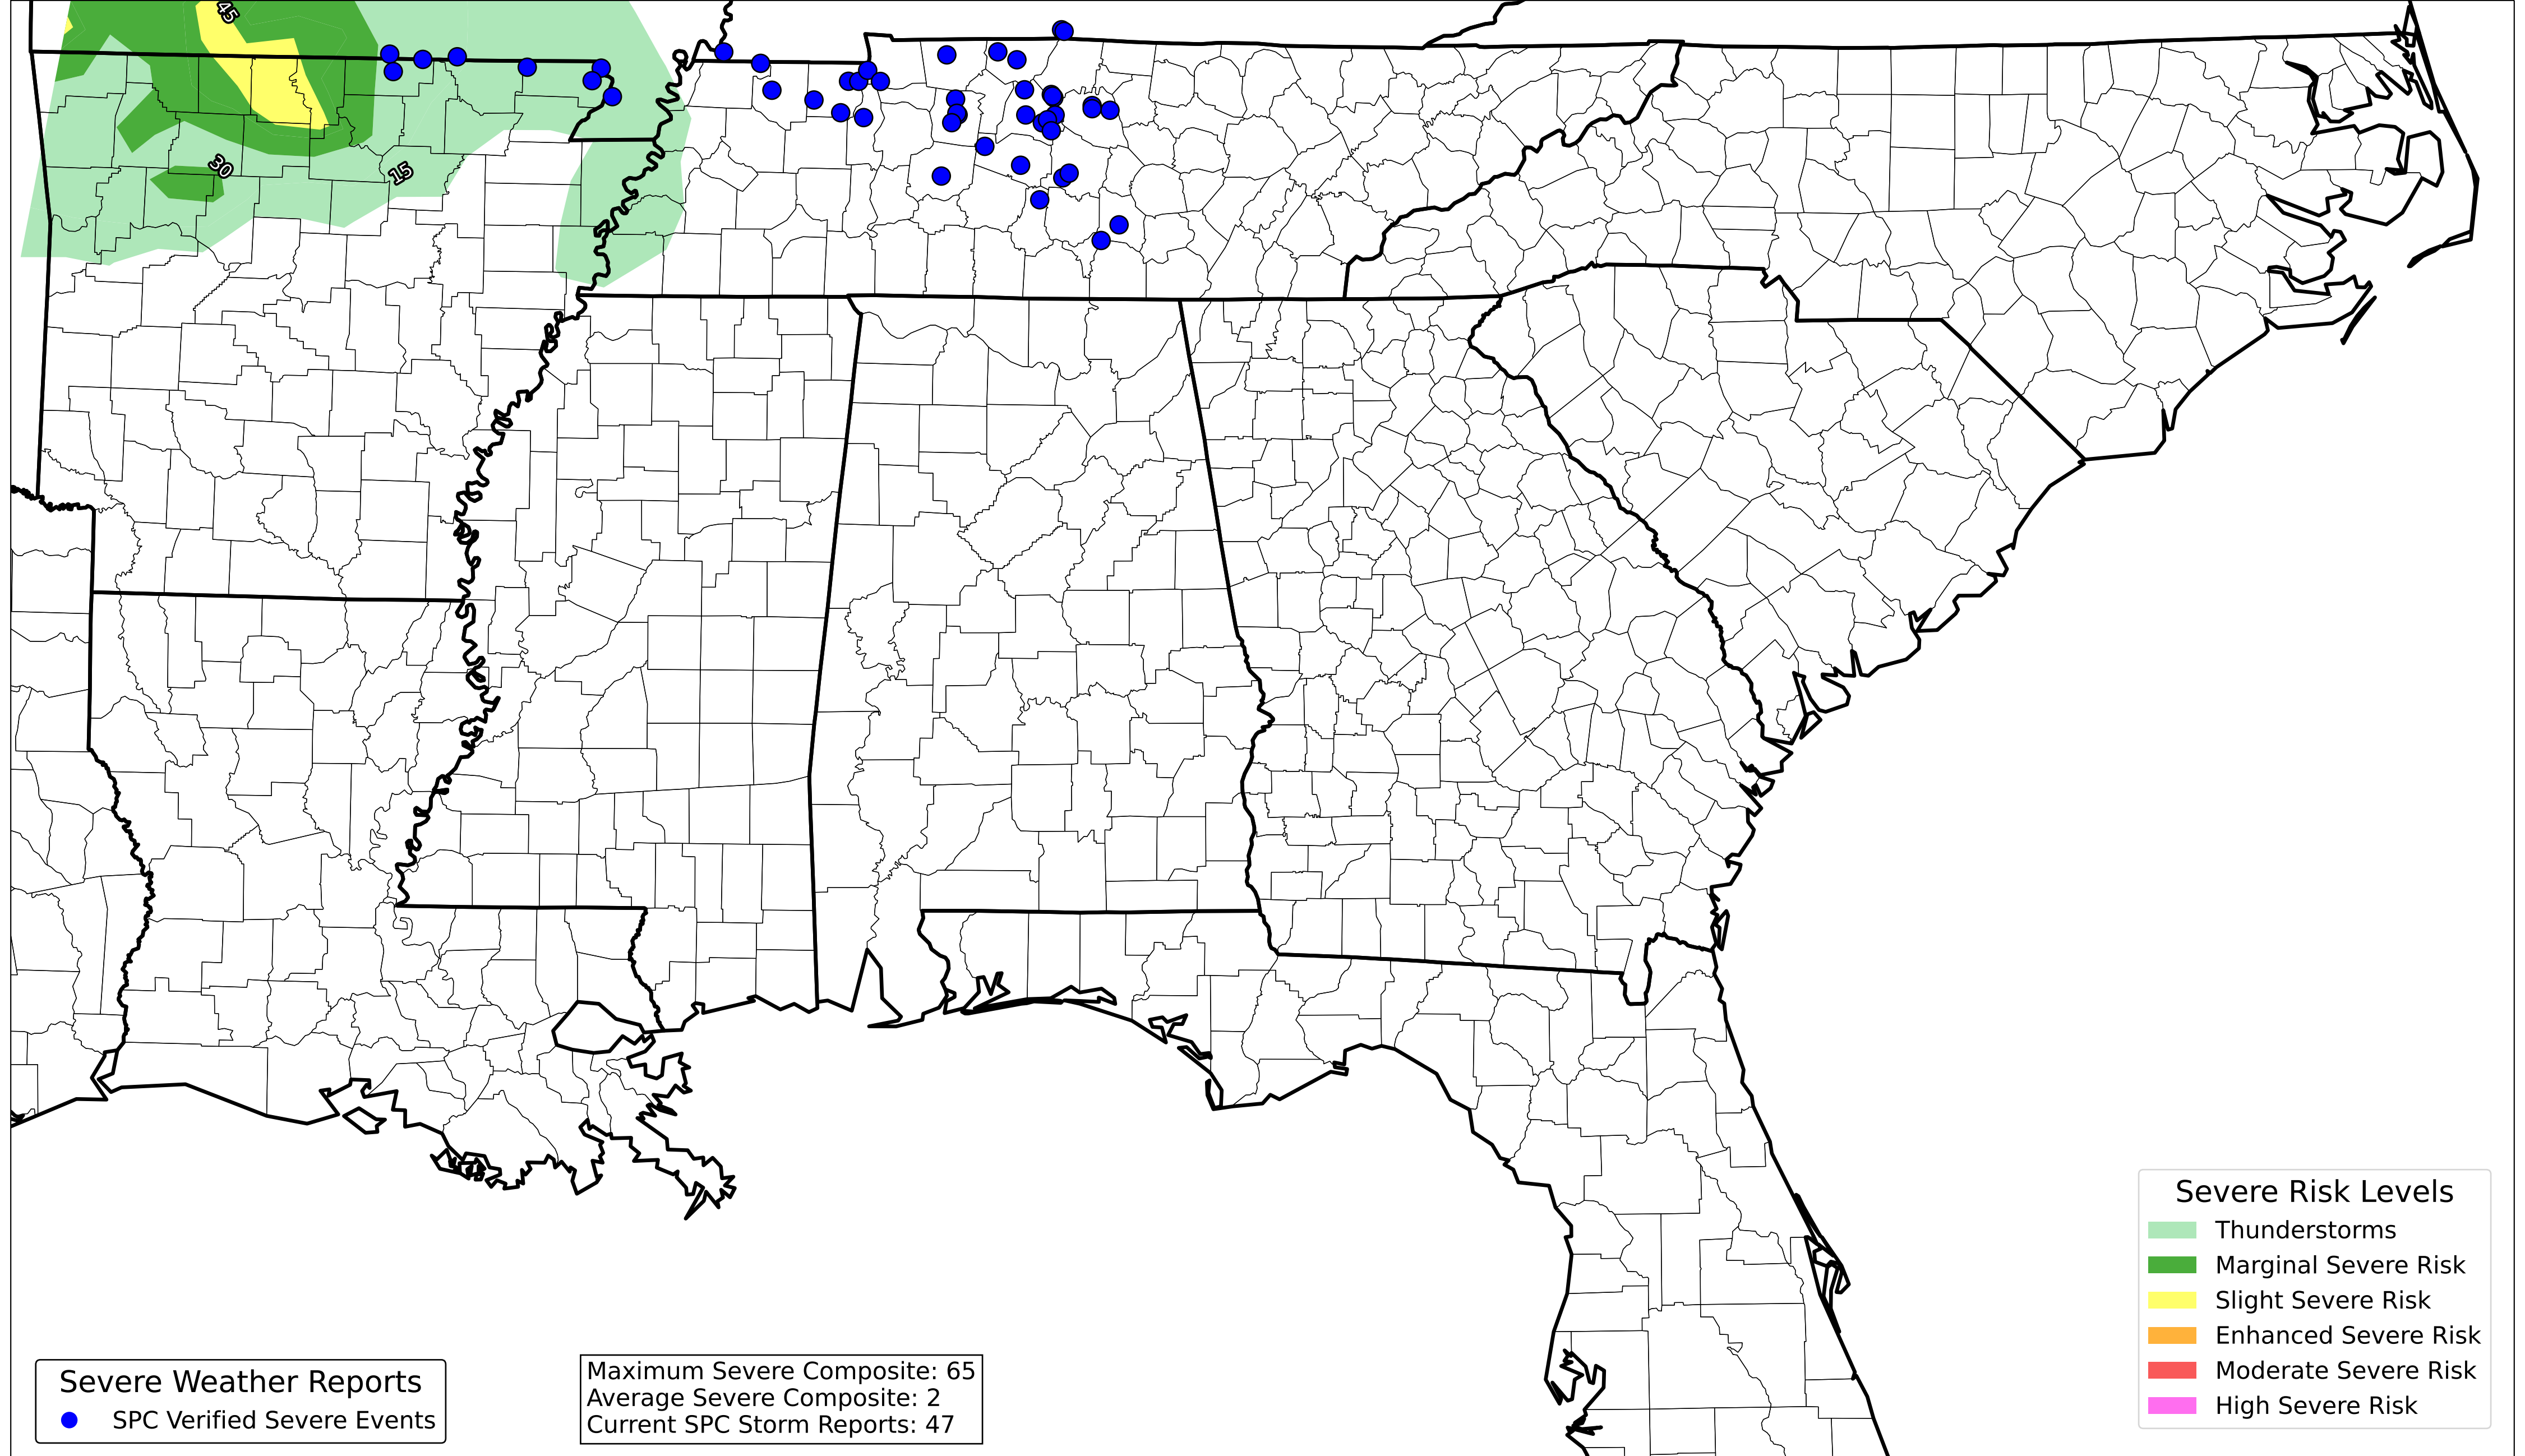 45
30
15
Severe Risk Levels
Thunderstorms
Marginal Severe Risk
Slight Severe Risk
Enhanced Severe Risk
Moderate Severe Risk
High Severe Risk
Severe Weather Reports
SPC Verified Severe Events
Maximum Severe Composite: 65
Average Severe Composite: 2
Current SPC Storm Reports: 47